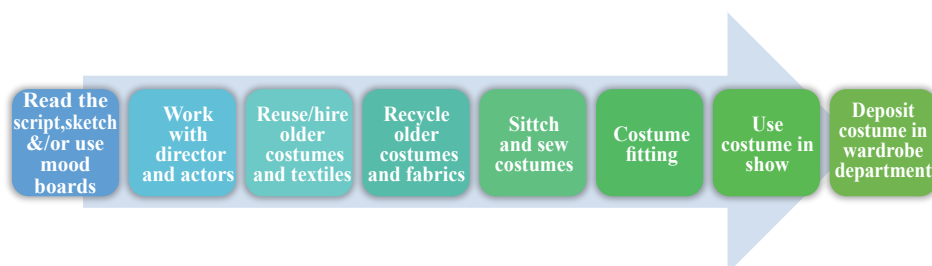 Read the
script,sketch
&/or use
mood
boards
Work
with
director
and actors
Reuse/hire
older
costumes
and textiles
Recycle
older
costumes
and fabrics
Sittch
and sew
costumes
Costume
fitting
Use
costume in
show
Deposit
costume in
wardrobe
department